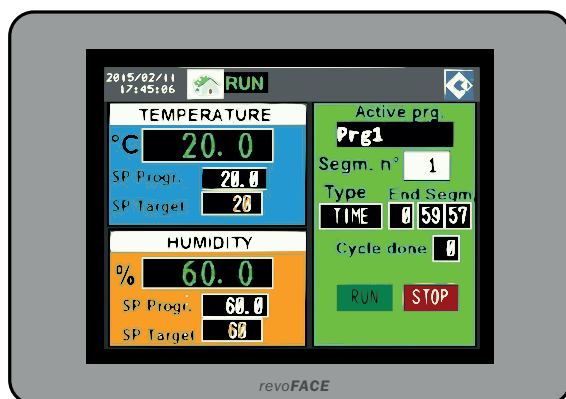 2015/02/11
17:45:06
RUN
TEMPERATURE
°C 20.0
SP Progr. 20.0
SP Target 20
HUMIDITY
% 60.0
SP Progr. 60.0
SP Target 60
Active prg.
Prg1
Segm. n° 1
Type End Segm
TIME 0 59 57
Cycle done 0
RUN STOP
revoFACE